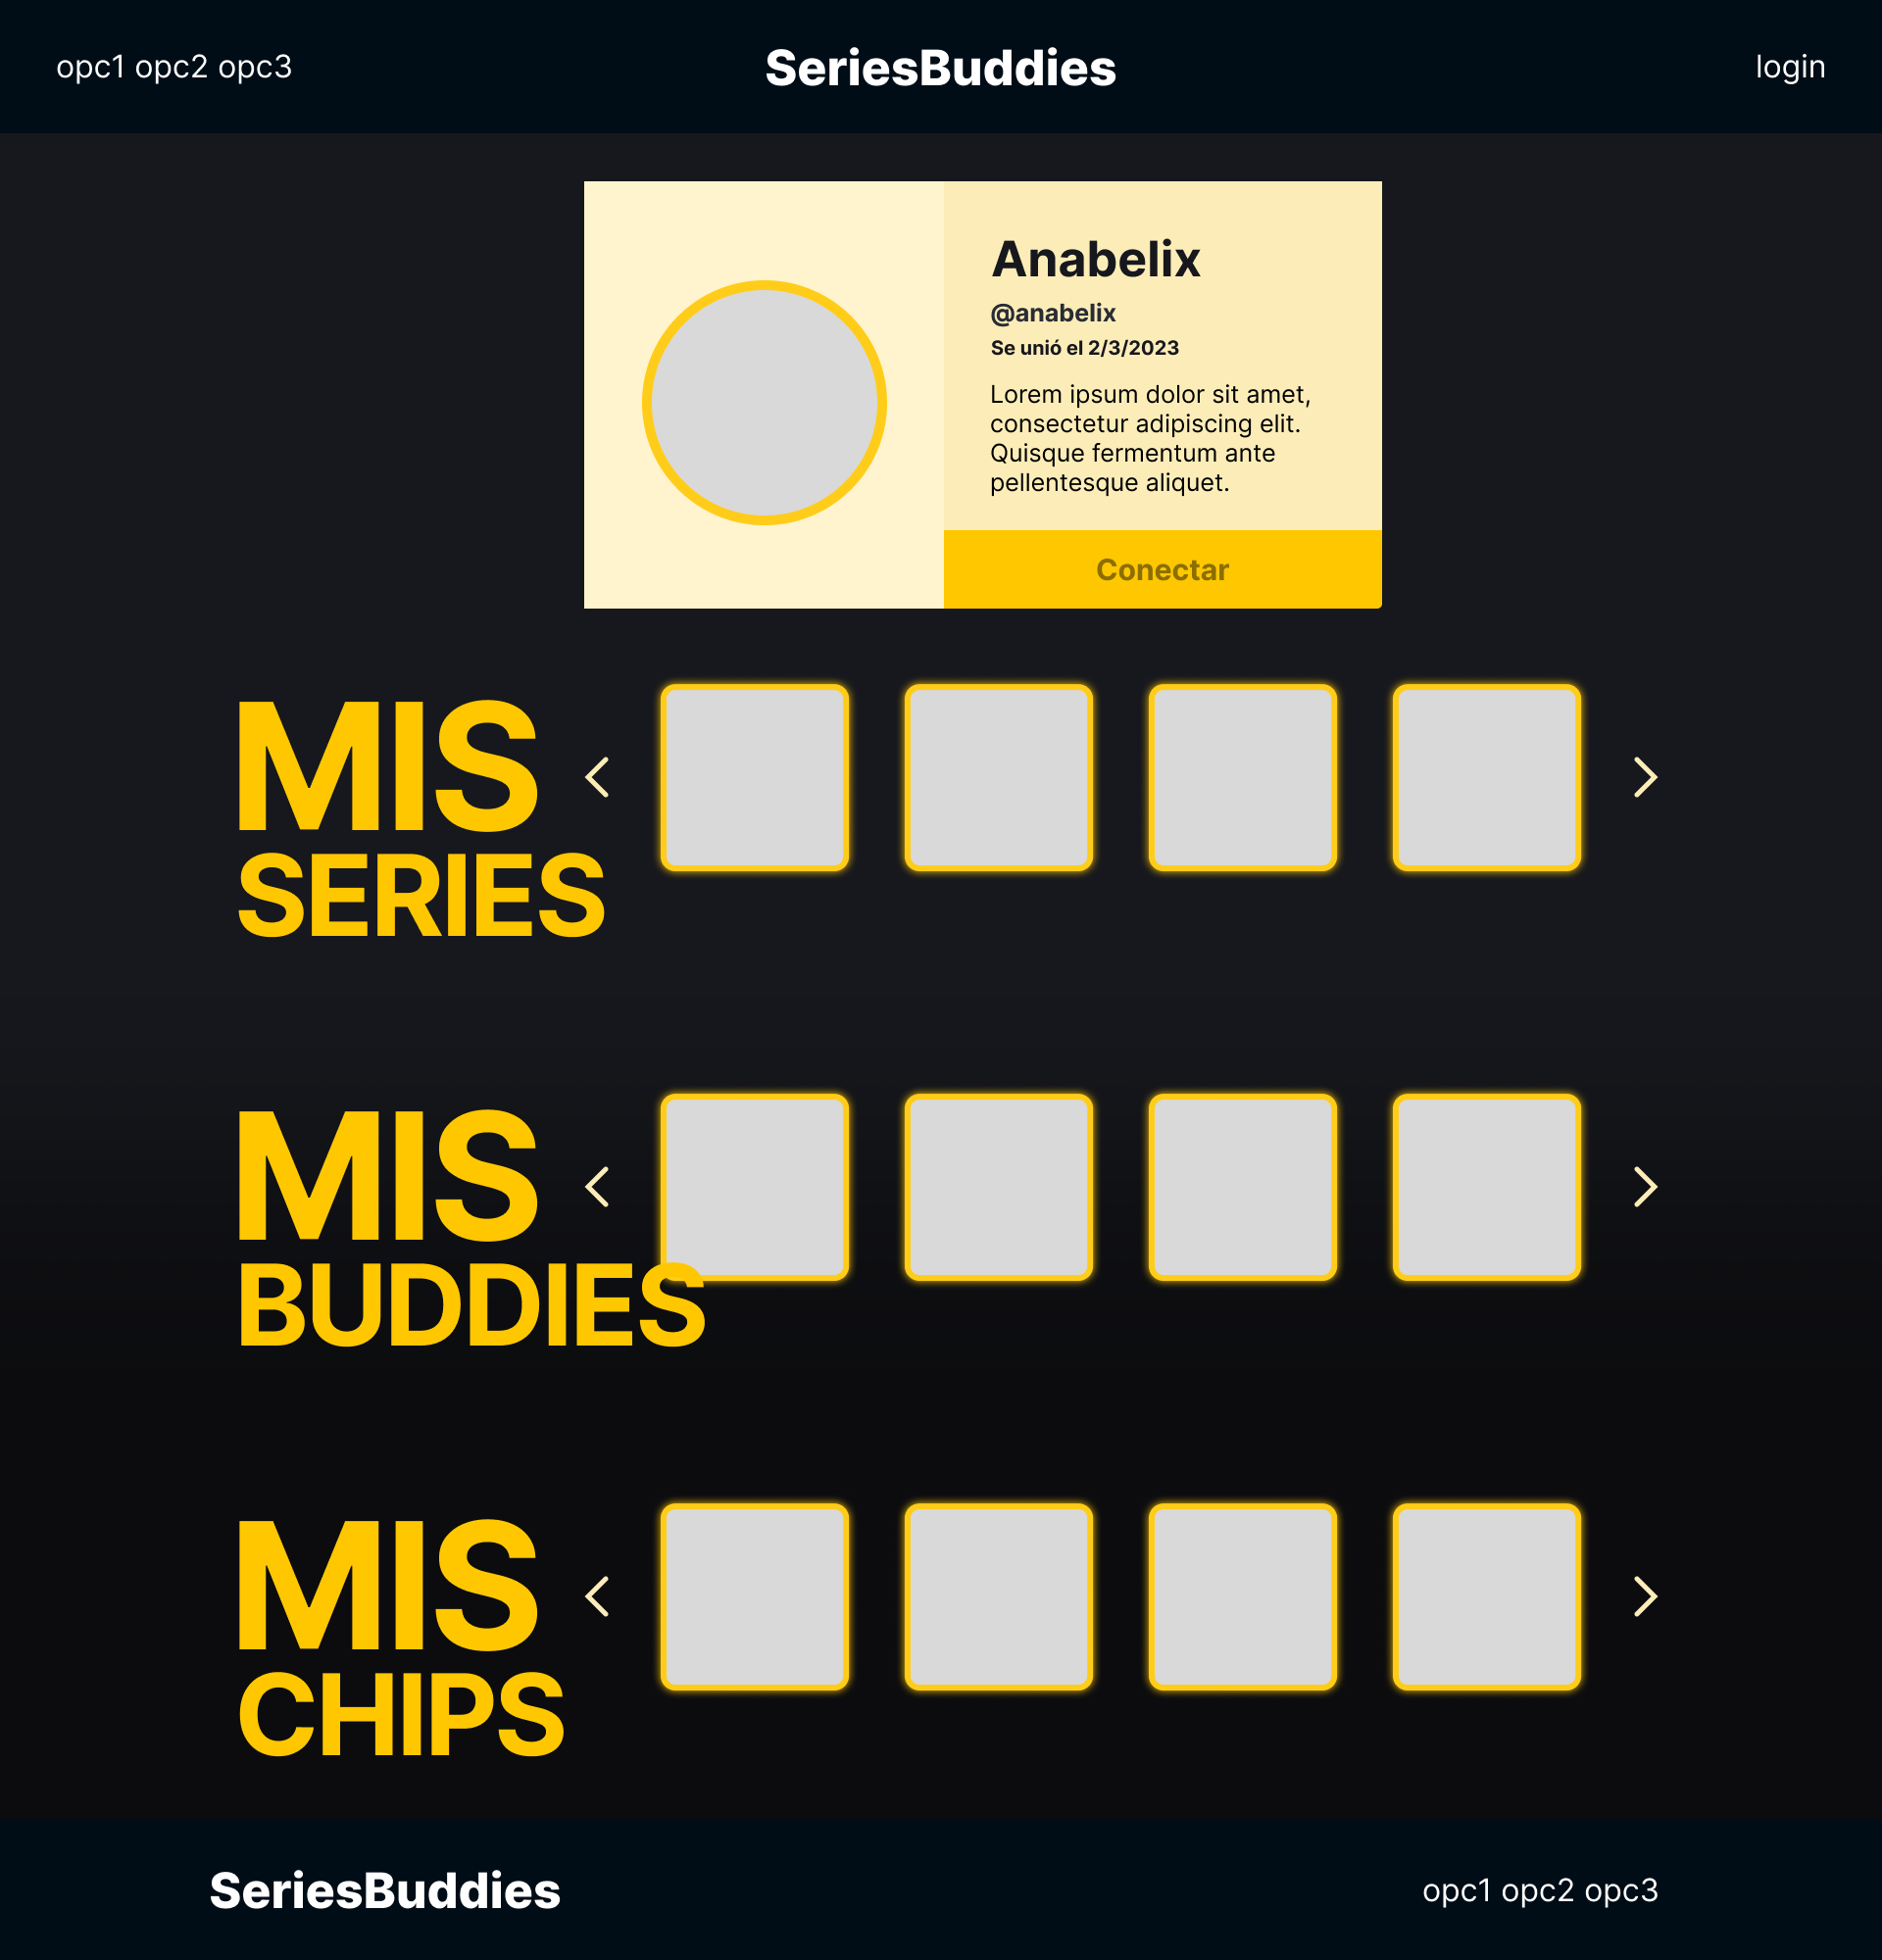 opc1 opc2 opc3
SeriesBuddies
login
Anabelix
@anabelix
Se unió el 2/3/2023
Lorem ipsum dolor sit amet,
consectetur adipiscing elit.
Quisque fermentum ante
pellentesque aliquet.
Conectar
MIS
SERIES
MIS
BUDDIES
MIS
CHIPS
SeriesBuddies
opc1 opc2 opc3